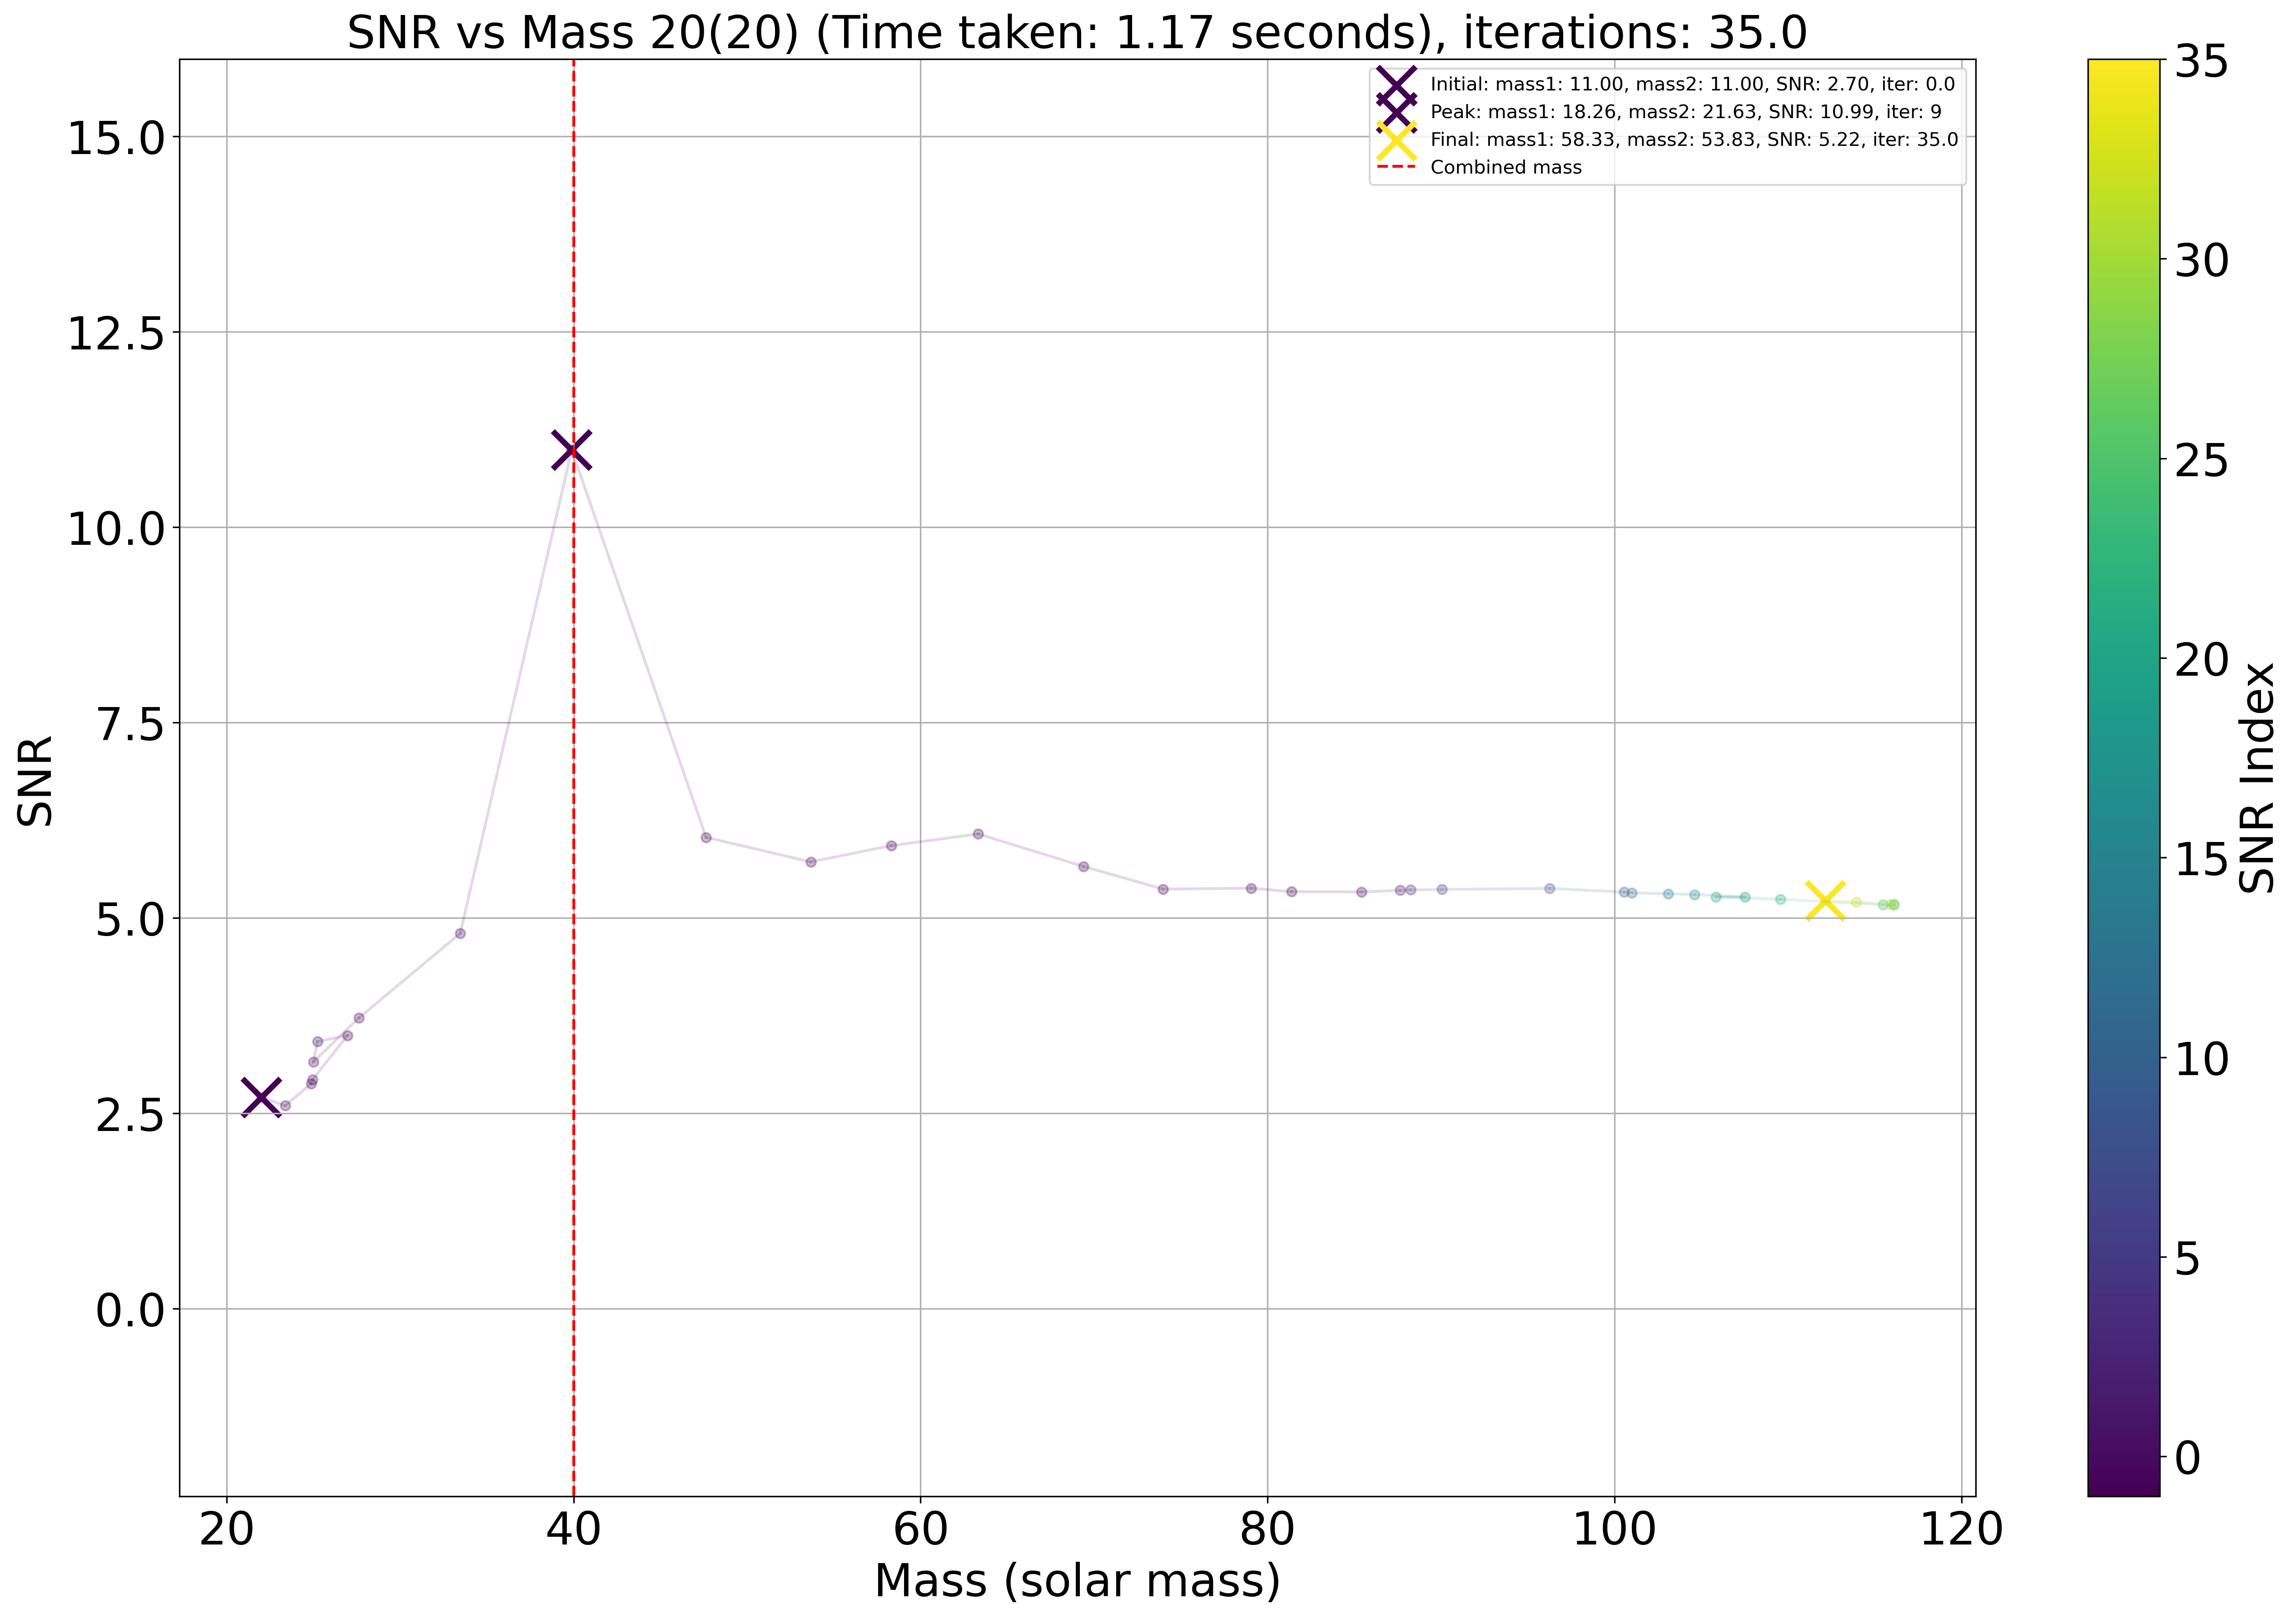 SNR vs Mass 20(20) (Time taken: 1.17 seconds), iterations: 35.0
Initial: mass1: 11.00, mass2: 11.00, SNR: 2.70, iter: 0.0
Peak: mass1: 18.26, mass2: 21.63, SNR: 10.99, iter: 9
Final: mass1: 58.33, mass2: 53.83, SNR: 5.22, iter: 35.0
Combined mass
15.0
12.5
10.0
7.5
5.0
2.5
0.0
SNR
20 40 60 80 100 120
Mass (solar mass)
35
30
25
20
15
10
5
0
SNR Index